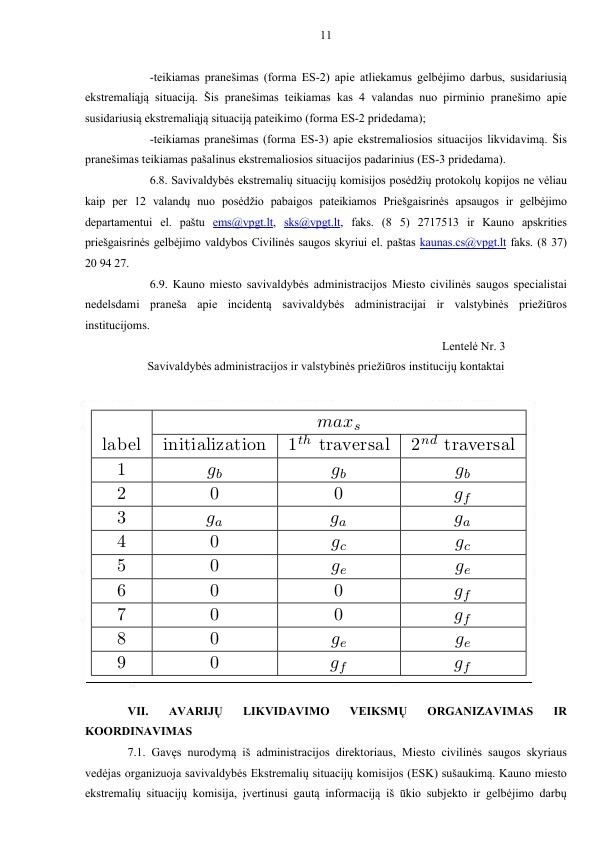 11
-teikiamas pranešimas (forma ES-2) apie atliekamus gelbėjimo darbus, susidariusią
ekstremaliąją situaciją. Šis pranešimas teikiamas kas 4 valandas nuo pirminio pranešimo apie
susidariusią ekstremaliąją situaciją pateikimo (forma ES-2 pridedama);
-teikiamas pranešimas (forma ES-3) apie ekstremaliosios situacijos likvidavimą. Šis
pranešimas teikiamas pašalinus ekstremaliosios situacijos padarinius (ES-3 pridedama).
6.8. Savivaldybės ekstremalių situacijų komisijos posėdžių protokolų kopijos ne vėliau
kaip per 12 valandų nuo posėdžio pabaigos pateikiamos Priešgaisrinės apsaugos ir gelbėjimo
departamentui el. paštu ems@vpgt.lt, sks@vpgt.lt, faks. (8 5) 2717513 ir Kauno apskrities
priešgaisrinės gelbėjimo valdybos Civilinės saugos skyriui el. paštas kaunas.cs@vpgt.lt faks. (8 37)
20 94 27.
6.9. Kauno miesto savivaldybės administracijos Miesto civilinės saugos specialistai
nedelsdami praneša apie incidentą savivaldybės administracijai ir valstybinės priežiūros
institucijoms.
Lentelė Nr. 3
Savivaldybės administracijos ir valstybinės priežiūros institucijų kontaktai
max_s
label initialization 1^th traversal 2^nd traversal
1 g_b g_b g_b
2 0 0 g_f
3 g_a g_a g_a
4 0 g_c g_c
5 0 g_e g_e
6 0 0 g_f
7 0 0 g_f
8 0 g_e g_e
9 0 g_f g_f
VII. AVARIJŲ LIKVIDAVIMO VEIKSMŲ ORGANIZAVIMAS IR
KOORDINAVIMAS
7.1. Gavęs nurodymą iš administracijos direktoriaus, Miesto civilinės saugos skyriaus
vedėjas organizuoja savivaldybės Ekstremalių situacijų komisijos (ESK) sušaukimą. Kauno miesto
ekstremalių situacijų komisija, įvertinusi gautą informaciją iš ūkio subjekto ir gelbėjimo darbų